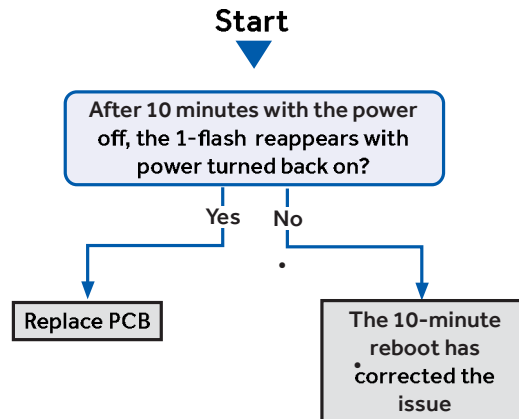 Start
After 10 minutes with the power
off, the 1-flash reappears with
power turned back on?
Yes
No
Replace PCB
The 10-minute
reboot has
corrected the
issue